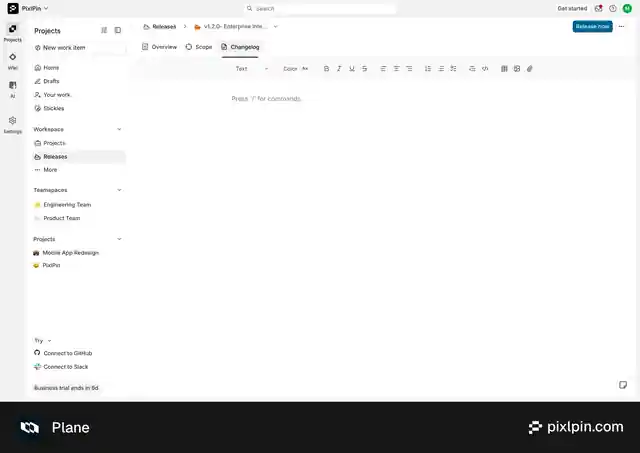 PixlPin
Search
Get started
M
Projects
Wiki
AI
Settings
Projects
New work item
Home
Drafts
Your work
Stickies
Workspace
Projects
Releases
More
Teamspaces
Engineering Team
Product Team
Projects
Mobile App Redesign
PixlPin
Try
Connect to GitHub
Connect to Slack
Business trial ends in 6d
Releases
v1.2.0- Enterprise Inte...
Release now
Overview
Scope
Changelog
Text
Color
Aa
B I U S
Press '/' for commands.
Plane
pixlpin.com